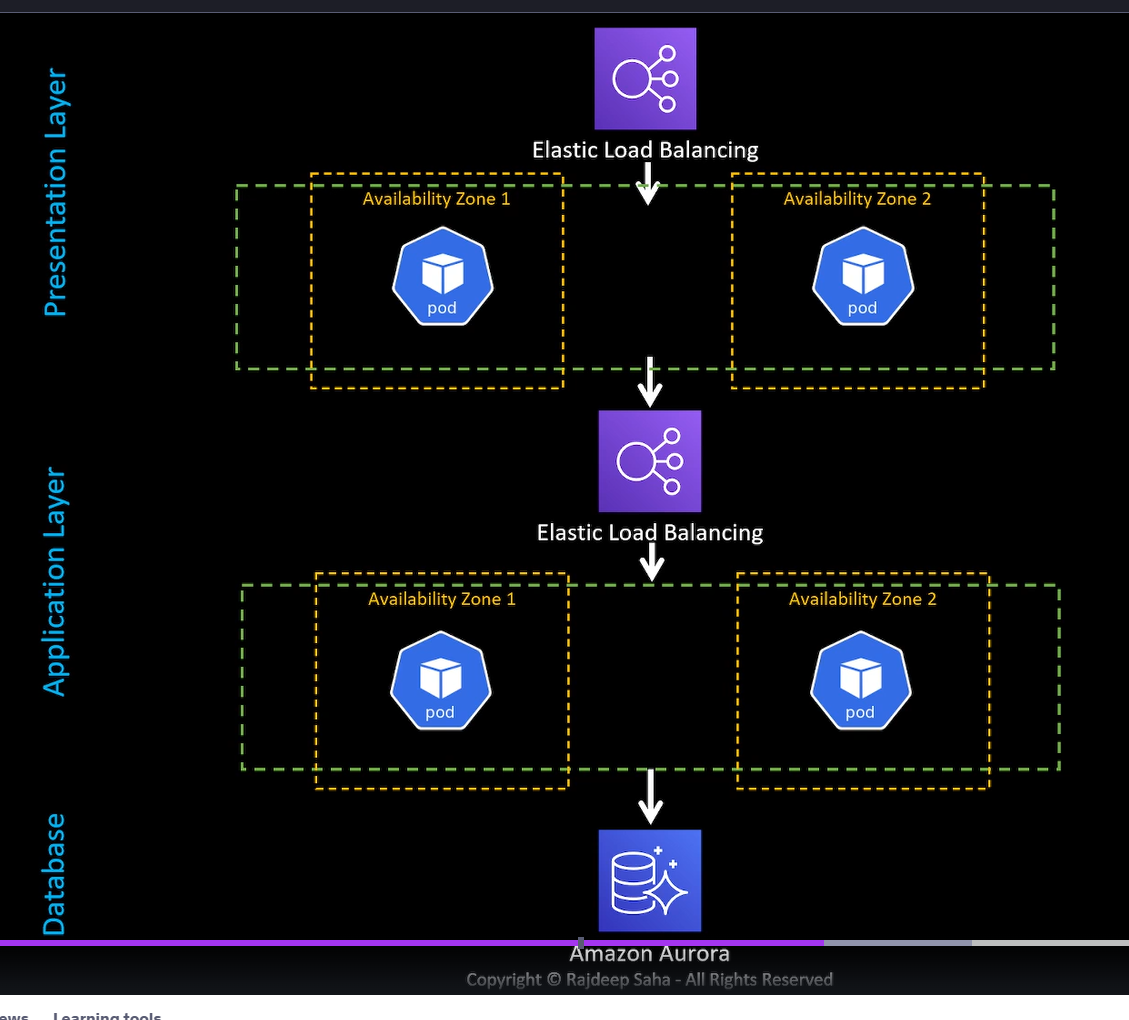 Presentation Layer
Elastic Load Balancing
Availability Zone 1
Availability Zone 2
pod
pod
Elastic Load Balancing
Application Layer
Availability Zone 1
Availability Zone 2
pod
pod
Database
Amazon Aurora
Copyright © Rajdeep Saha - All Rights Reserved
Learning tools